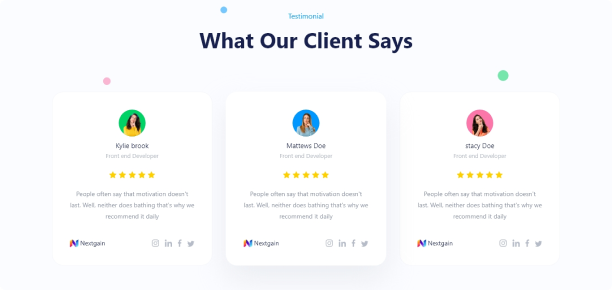 Testimonial
What Our Client Says
Kylie brook
Front end Developer
People often say that motivation doesn't
last. Well, neither does bathing that's why we
recommend it daily
Nextgain
Mattews Doe
Front end Developer
People often say that motivation doesn't
last. Well, neither does bathing that's why we
recommend it daily
Nextgain
stacy Doe
Front end Developer
People often say that motivation doesn't
last. Well, neither does bathing that's why we
recommend it daily
Nextgain